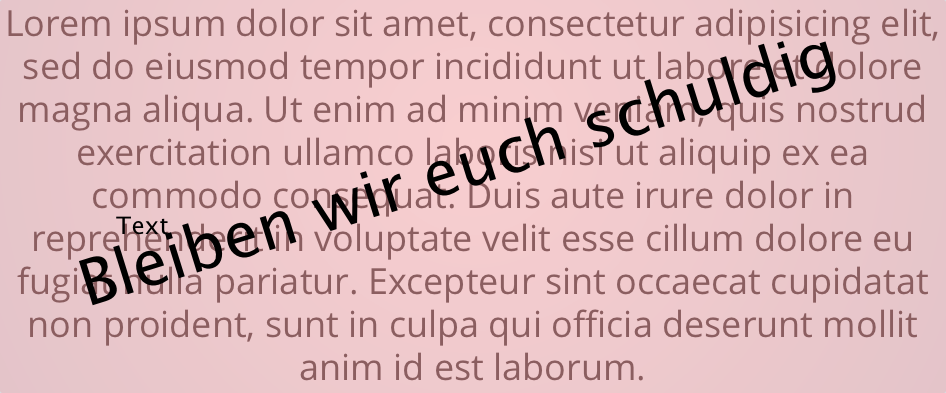 Lorem ipsum dolor sit amet, consectetur adipisicing elit,
sed do eiusmod tempor incididunt ut labore et dolore
magna aliqua. Ut enim ad minim veniam, quis nostrud
exercitation ullamco laboris nisi ut aliquip ex ea
commodo consequat. Duis aute irure dolor in
reprehenderit in voluptate velit esse cillum dolore eu
fugiat nulla pariatur. Excepteur sint occaecat cupidatat
non proident, sunt in culpa qui officia deserunt mollit
anim id est laborum.
Text
Bleiben wir euch schuldig